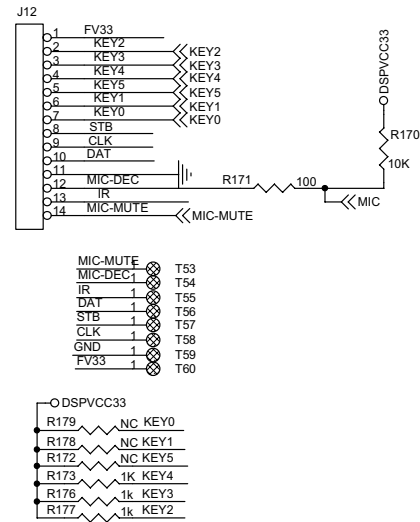 J12
1 FV33
2 KEY2 KEY2
3 KEY3 KEY3
4 KEY4 KEY4
5 KEY5 KEY5
6 KEY1 KEY1
7 KEY0 KEY0
8 STB
9 CLK
10 DAT
11
12 MIC-DEC
13 IR
14 MIC-MUTE MIC-MUTE
R171 100
MIC
DSPVCC33
R170
10K
MIC-MUTE 1 T53
MIC-DEC 1 T54
IR 1 T55
DAT 1 T56
STB 1 T57
CLK 1 T58
GND 1 T59
FV33 1 T60
DSPVCC33
R179 NC KEY0
R178 NC KEY1
R172 NC KEY5
R173 1K KEY4
R176 1k KEY3
R177 1k KEY2